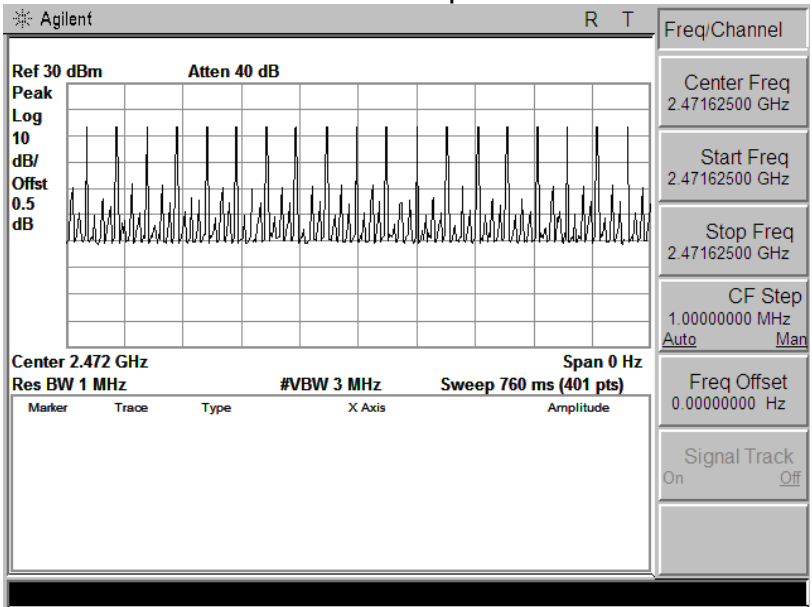 Agilent R T
Ref 30 dBm Atten 40 dB
Peak
Log
10
dB/
Offst
0.5
dB
Center 2.472 GHz Span 0 Hz
Res BW 1 MHz #VBW 3 MHz Sweep 760 ms (401 pts)
Marker Trace Type X Axis Amplitude
Freq/Channel
Center Freq
2.47162500 GHz
Start Freq
2.47162500 GHz
Stop Freq
2.47162500 GHz
CF Step
1.00000000 MHz
Auto Man
Freq Offset
0.00000000 Hz
Signal Track
On Off